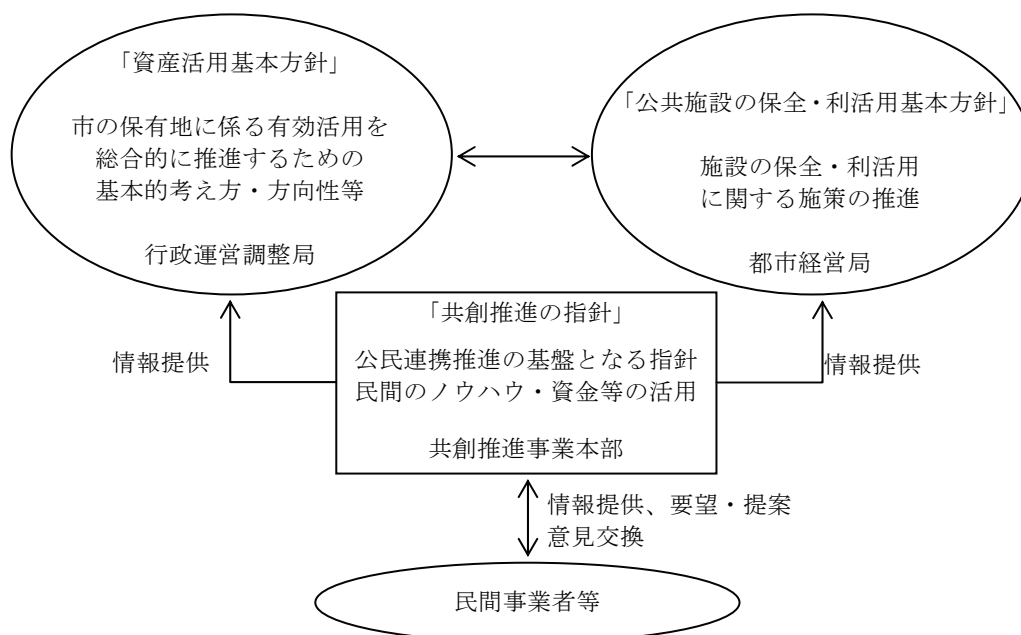 「資産活用基本方針」
市の保有地に係る有効活用を
総合的に推進するための
基本的考え方・方向性等
行政運営調整局
「公共施設の保全・利活用基本方針」
施設の保全・利活用
に関する施策の推進
都市経営局
情報提供
「共創推進の指針」
公民連携推進の基盤となる指針
民間のノウハウ・資金等の活用
共創推進事業本部
情報提供
情報提供、要望・提案
意見交換
民間事業者等